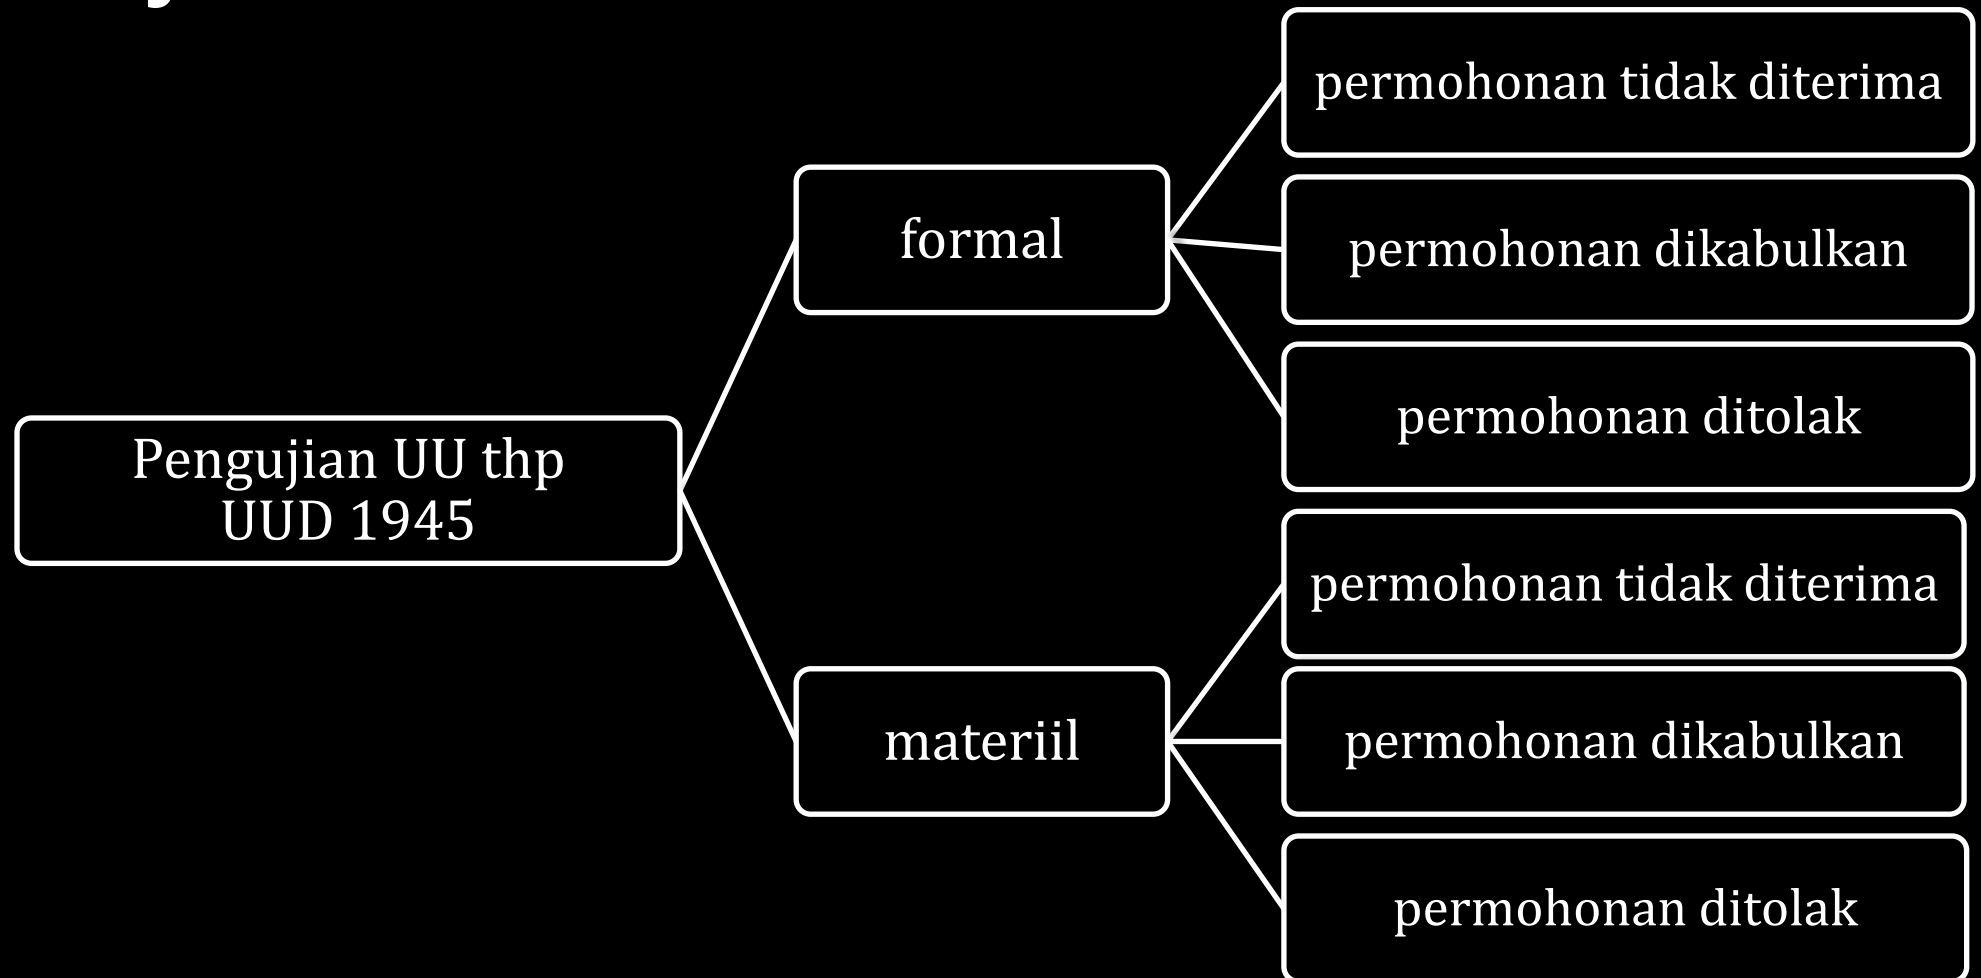 permohonan tidak diterima
formal
permohonan dikabulkan
permohonan ditolak
Pengujian UU thp
UUD 1945
permohonan tidak diterima
materiil
permohonan dikabulkan
permohonan ditolak